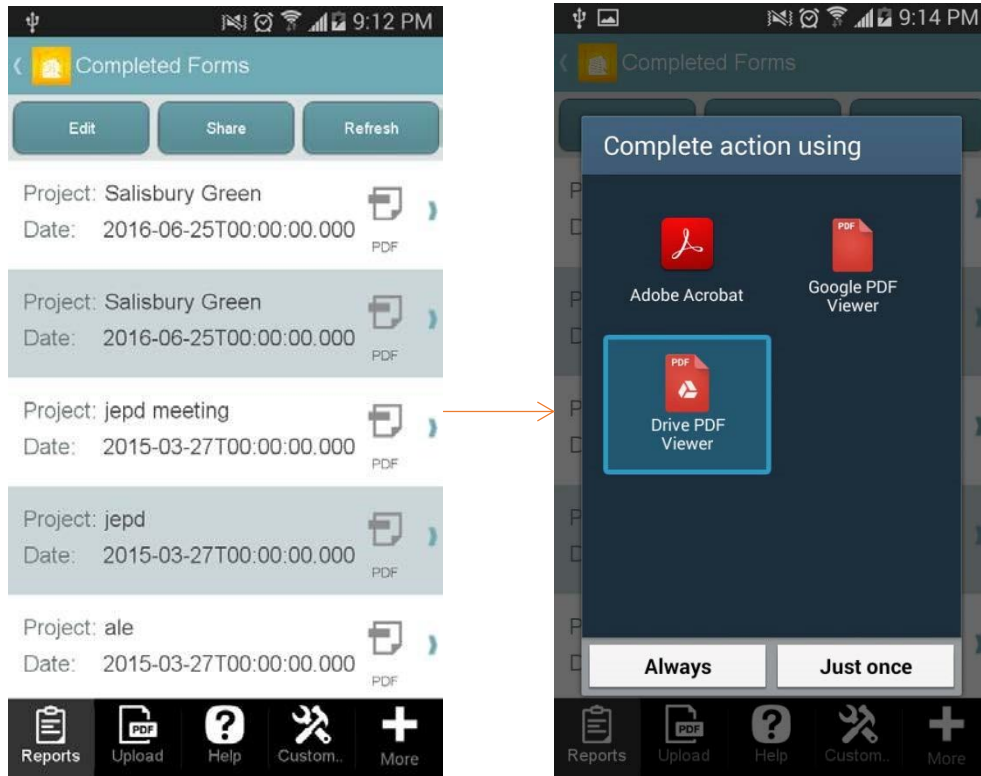 9:12 PM
Completed Forms
Edit Share Refresh
Project: Salisbury Green
Date: 2016-06-25T00:00:00.000
PDF
Project: Salisbury Green
Date: 2016-06-25T00:00:00.000
PDF
Project: jepd meeting
Date: 2015-03-27T00:00:00.000
PDF
Project: jepd
Date: 2015-03-27T00:00:00.000
PDF
Project: ale
Date: 2015-03-27T00:00:00.000
PDF
PDF
Reports Upload Help Custom.. More
9:14 PM
Completed Forms
Complete action using
P
D
PDF
Adobe Acrobat
Google PDF
Viewer
P
D
PDF
Drive PDF
Viewer
P
D
P
D
P
D
Always Just once
PDF
Reports Upload Help Custom.. More